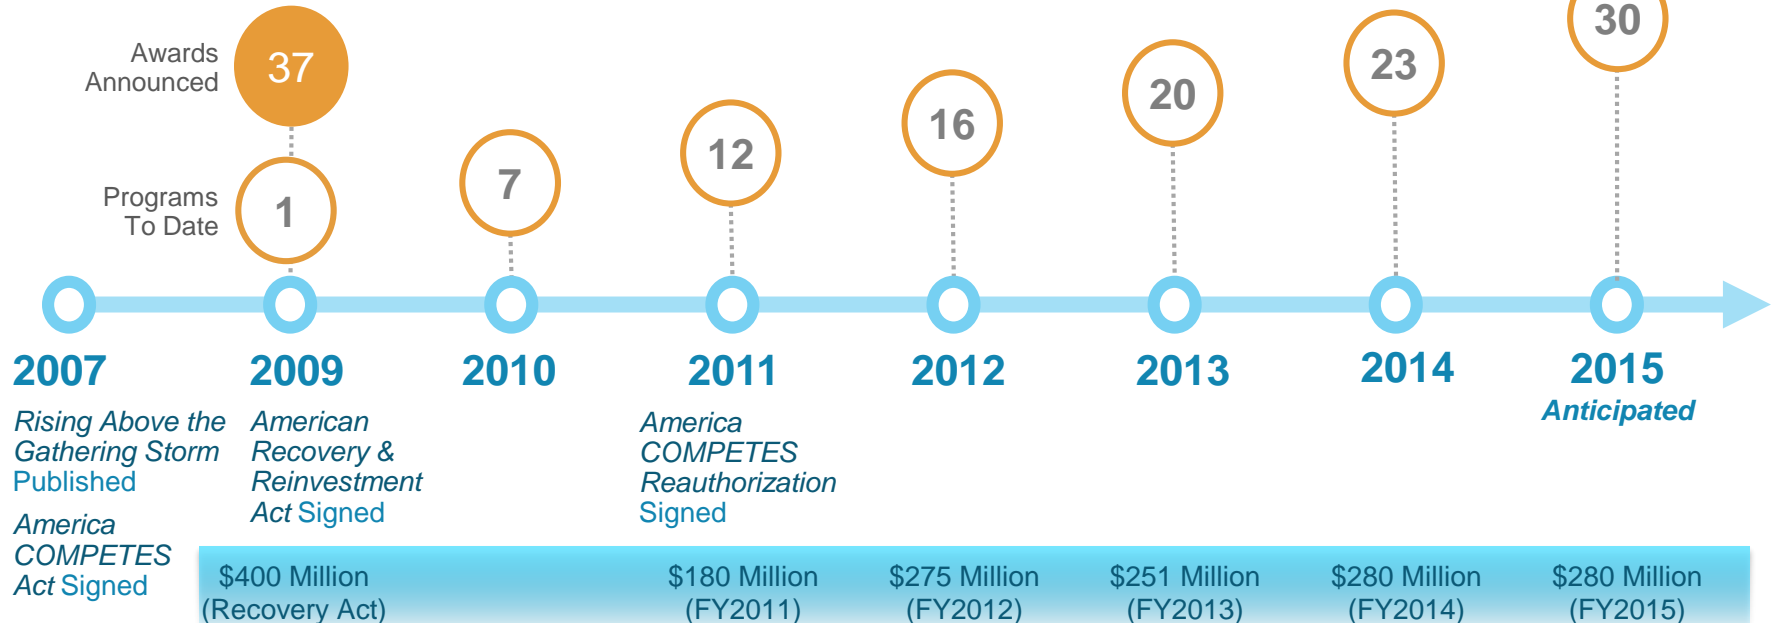 Awards
Announced
37
Programs
To Date
1
7
12
16
20
23
30
2007
2009
2010
2011
2012
2013
2014
2015
Anticipated
Rising Above the
Gathering Storm
Published
America
COMPETES
Act Signed
American
Recovery &
Reinvestment
Act Signed
America
COMPETES
Reauthorization
Signed
$400 Million
(Recovery Act)
$180 Million
(FY2011)
$275 Million
(FY2012)
$251 Million
(FY2013)
$280 Million
(FY2014)
$280 Million
(FY2015)